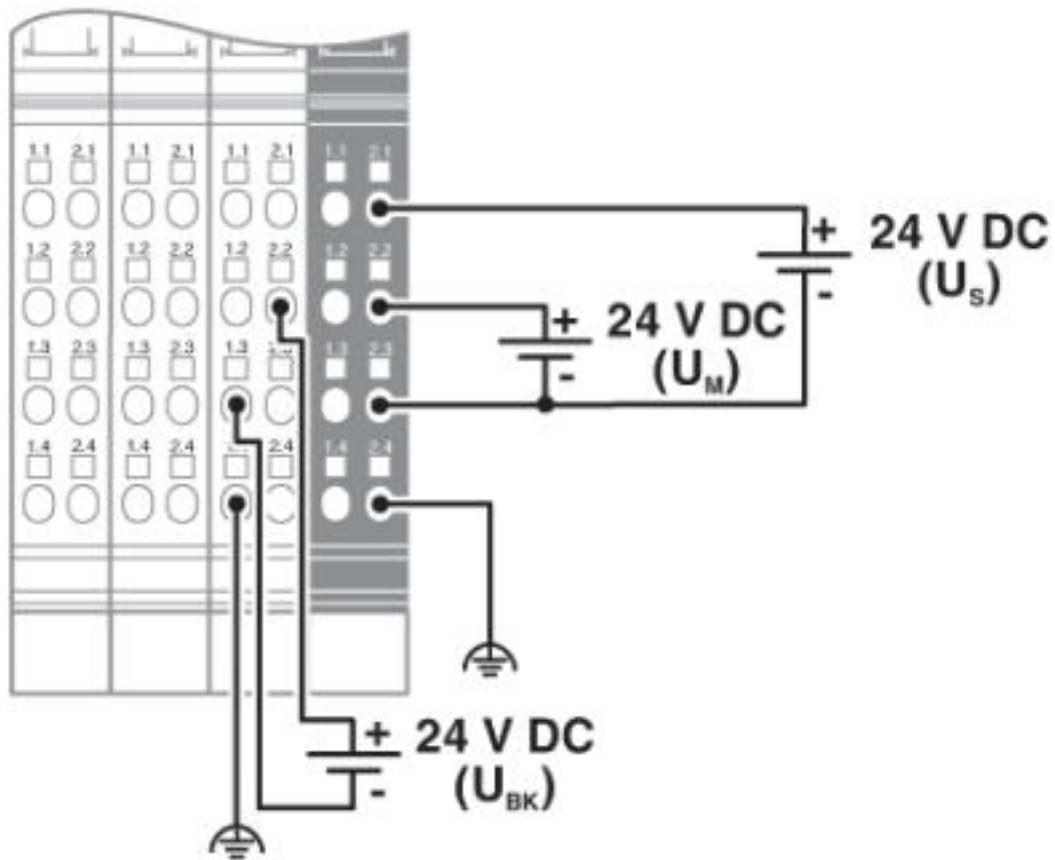 1.1 2.1 1.1 2.1 1.1 2.1 1.1 2.1
1.2 2.2 1.2 2.2 1.2 2.2 1.2 2.2
1.3 2.3 1.3 2.3 1.3 1.3 2.3
1.4 2.4 1.4 2.4 2.4 1.4 2.4
+ 24 V DC
- (US)
+ 24 V DC
- (UM)
+ 24 V DC
- (UBK)